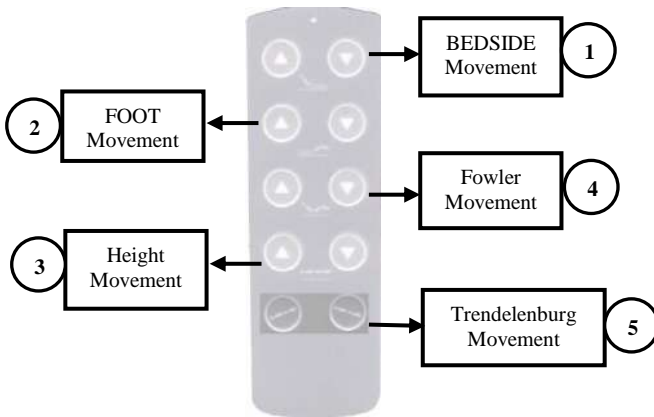 BEDSIDE
Movement
1
2
FOOT
Movement
Fowler
Movement
4
3
Height
Movement
Trendelenburg
Movement
5